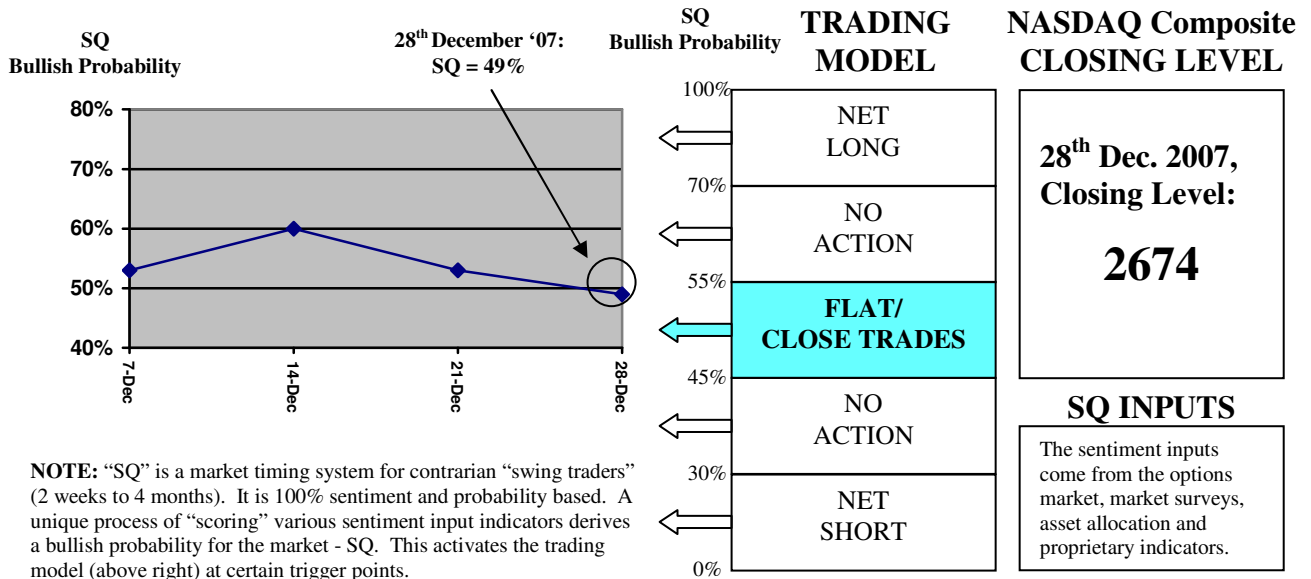 SQ
Bullish Probability
28th December ‘07:
SQ = 49%
80%
70%
60%
50%
40%
7-Dec
14-Dec
21-Dec
28-Dec
NOTE: “SQ” is a market timing system for contrarian “swing traders”
(2 weeks to 4 months). It is 100% sentiment and probability based. A
unique process of “scoring” various sentiment input indicators derives
a bullish probability for the market - SQ. This activates the trading
model (above right) at certain trigger points.
SQ
Bullish Probability
TRADING
MODEL
100%
NET
LONG
70%
NO
ACTION
55%
FLAT/
CLOSE TRADES
45%
NO
ACTION
30%
NET
SHORT
0%
NASDAQ Composite
CLOSING LEVEL
28th Dec. 2007,
Closing Level:
2674
SQ INPUTS
The sentiment inputs
come from the options
market, market surveys,
asset allocation and
proprietary indicators.